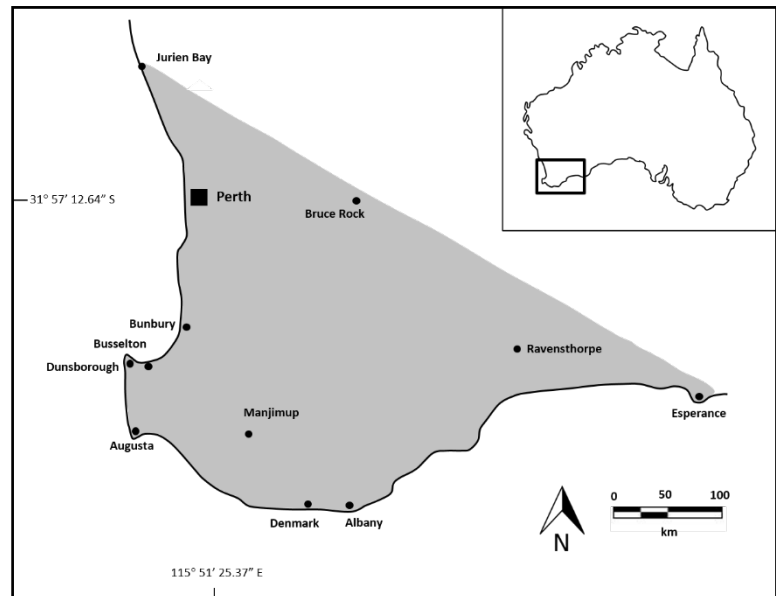 Jurien Bay
31° 57' 12.64" S
Perth
Bruce Rock
Bunbury
Busselton
Dunsborough
Ravensthorpe
Esperance
Manjimup
Augusta
Denmark
Albany
0 50 100
km
N
115° 51' 25.37" E